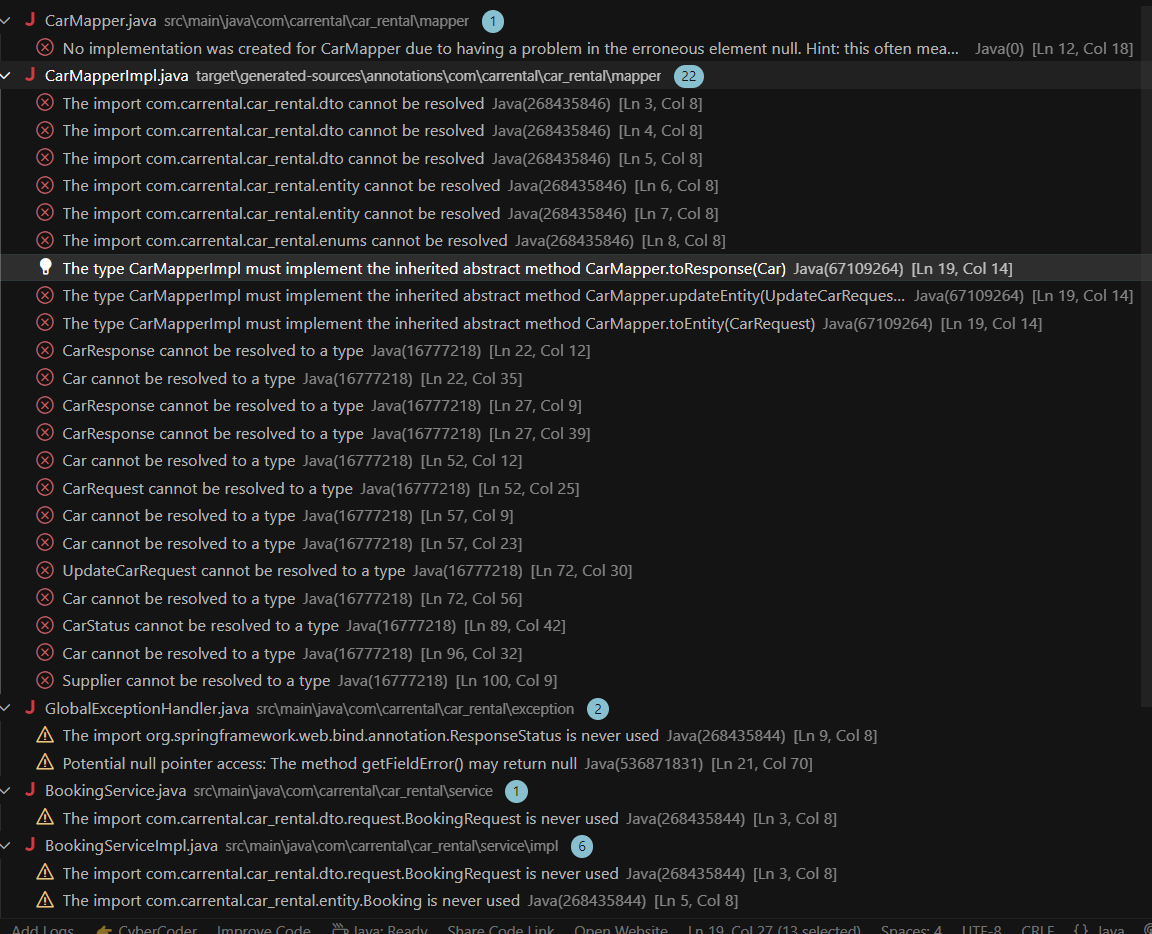 CarMapper.java src\main\java\com\carrental\car_rental\mapper 1
No implementation was created for CarMapper due to having a problem in the erroneous element null. Hint: this often mea... Java(0) [Ln 12, Col 18]
CarMapperImpl.java target\generated-sources\annotations\com\carrental\car_rental\mapper 22
The import com.carrental.car_rental.dto cannot be resolved Java(268435846) [Ln 3, Col 8]
The import com.carrental.car_rental.dto cannot be resolved Java(268435846) [Ln 4, Col 8]
The import com.carrental.car_rental.dto cannot be resolved Java(268435846) [Ln 5, Col 8]
The import com.carrental.car_rental.entity cannot be resolved Java(268435846) [Ln 6, Col 8]
The import com.carrental.car_rental.entity cannot be resolved Java(268435846) [Ln 7, Col 8]
The import com.carrental.car_rental.enums cannot be resolved Java(268435846) [Ln 8, Col 8]
The type CarMapperImpl must implement the inherited abstract method CarMapper.toResponse(Car) Java(67109264) [Ln 19, Col 14]
The type CarMapperImpl must implement the inherited abstract method CarMapper.updateEntity(UpdateCarReques... Java(67109264) [Ln 19, Col 14]
The type CarMapperImpl must implement the inherited abstract method CarMapper.toEntity(CarRequest) Java(67109264) [Ln 19, Col 14]
CarResponse cannot be resolved to a type Java(16777218) [Ln 22, Col 12]
Car cannot be resolved to a type Java(16777218) [Ln 22, Col 35]
CarResponse cannot be resolved to a type Java(16777218) [Ln 27, Col 9]
CarResponse cannot be resolved to a type Java(16777218) [Ln 27, Col 39]
Car cannot be resolved to a type Java(16777218) [Ln 52, Col 12]
CarRequest cannot be resolved to a type Java(16777218) [Ln 52, Col 25]
Car cannot be resolved to a type Java(16777218) [Ln 57, Col 9]
Car cannot be resolved to a type Java(16777218) [Ln 57, Col 23]
UpdateCarRequest cannot be resolved to a type Java(16777218) [Ln 72, Col 30]
Car cannot be resolved to a type Java(16777218) [Ln 72, Col 56]
CarStatus cannot be resolved to a type Java(16777218) [Ln 89, Col 42]
Car cannot be resolved to a type Java(16777218) [Ln 96, Col 32]
Supplier cannot be resolved to a type Java(16777218) [Ln 100, Col 9]
GlobalExceptionHandler.java src\main\java\com\carrental\car_rental\exception 2
The import org.springframework.web.bind.annotation.ResponseStatus is never used Java(268435844) [Ln 9, Col 8]
Potential null pointer access: The method getFieldError() may return null Java(536871831) [Ln 21, Col 70]
BookingService.java src\main\java\com\carrental\car_rental\service 1
The import com.carrental.car_rental.dto.request.BookingRequest is never used Java(268435844) [Ln 3, Col 8]
BookingServiceImpl.java src\main\java\com\carrental\car_rental\service\impl 6
The import com.carrental.car_rental.dto.request.BookingRequest is never used Java(268435844) [Ln 3, Col 8]
The import com.carrental.car_rental.entity.Booking is never used Java(268435844) [Ln 5, Col 8]
Add Logs CyberCoder Improve Code Java: Ready Share Code Link Open Website Ln 19, Col 27 (13 selected) Spaces: 4 UTF-8 CRLF {} Java